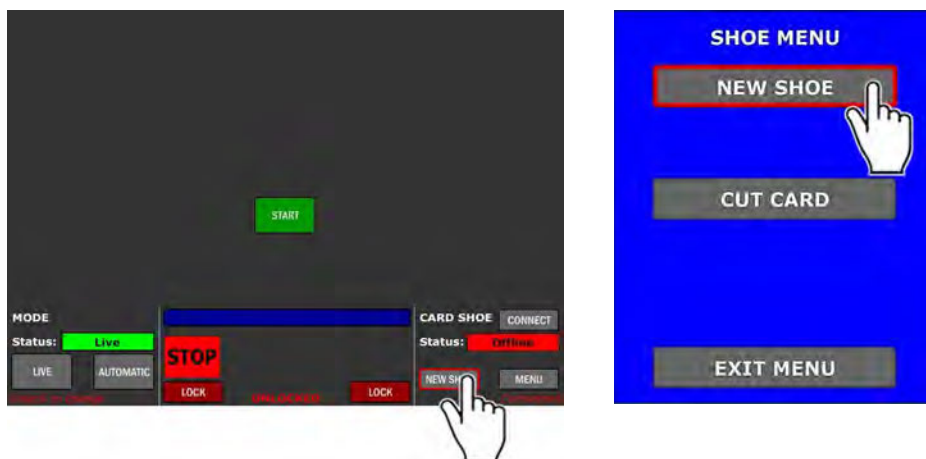 START
MODE
Status: Live
LIVE
AUTOMATIC
STOP
LOCK
LOCK
CARD SHOE
CONNECT
Status: Offline
NEW SH
MENU
SHOE MENU
NEW SHOE
CUT CARD
EXIT MENU